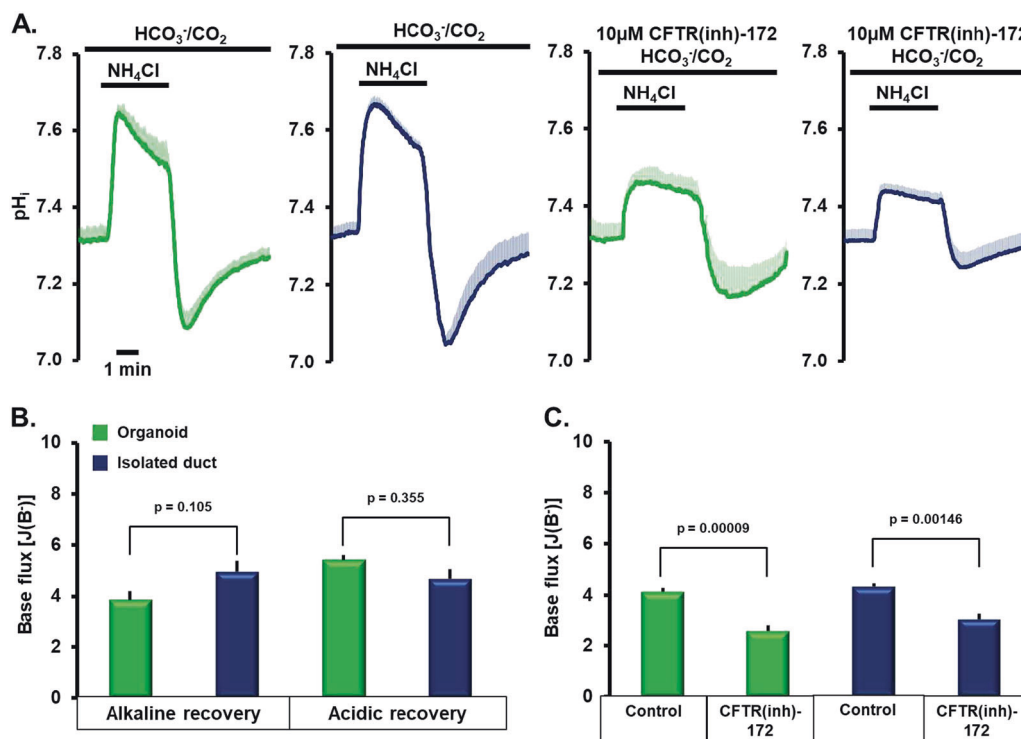 A.
HCO₃⁻/CO₂
NH₄Cl
7.8
7.6
7.4
7.2
7.0
pHᵢ
1 min
HCO₃⁻/CO₂
NH₄Cl
7.8
7.6
7.4
7.2
7.0
10µM CFTR(inh)-172
HCO₃⁻/CO₂
NH₄Cl
7.8
7.6
7.4
7.2
7.0
10µM CFTR(inh)-172
HCO₃⁻/CO₂
NH₄Cl
7.8
7.6
7.4
7.2
7.0
B.
Organoid
Isolated duct
Base flux [J(B⁻)]
10
8
6
4
2
0
p = 0.105
p = 0.355
Alkaline recovery
Acidic recovery
C.
Base flux [J(B⁻)]
10
8
6
4
2
0
p = 0.00009
p = 0.00146
Control
CFTR(inh)-
172
Control
CFTR(inh)-
172